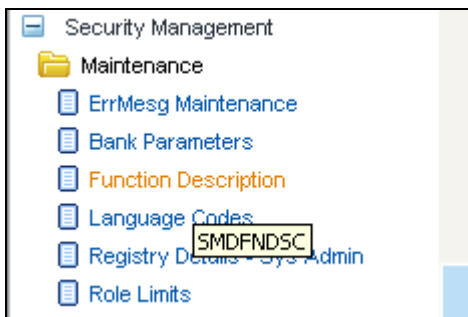 Security Management
Maintenance
ErrMesg Maintenance
Bank Parameters
Function Description
Language Codes
SMDFNDSC
Registry Details - Sys Admin
Role Limits